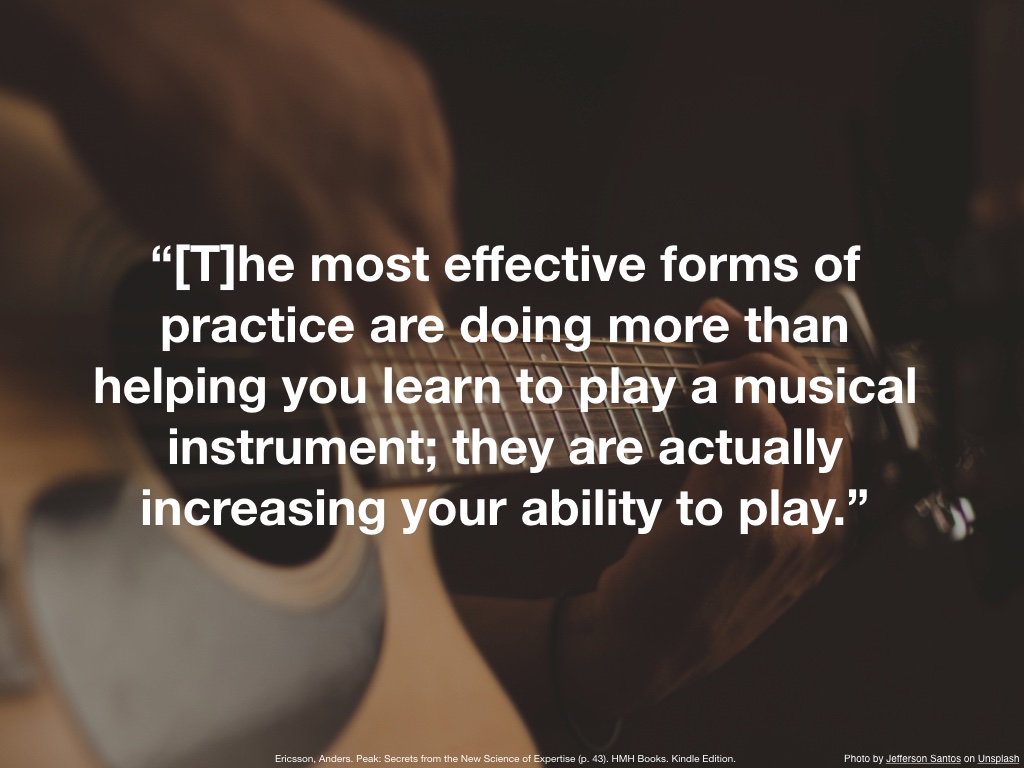 “[T]he most effective forms of
practice are doing more than
helping you learn to play a musical
instrument; they are actually
increasing your ability to play.”
Ericsson, Anders. Peak: Secrets from the New Science of Expertise (p. 43). HMH Books. Kindle Edition.
Photo by Jefferson Santos on Unsplash